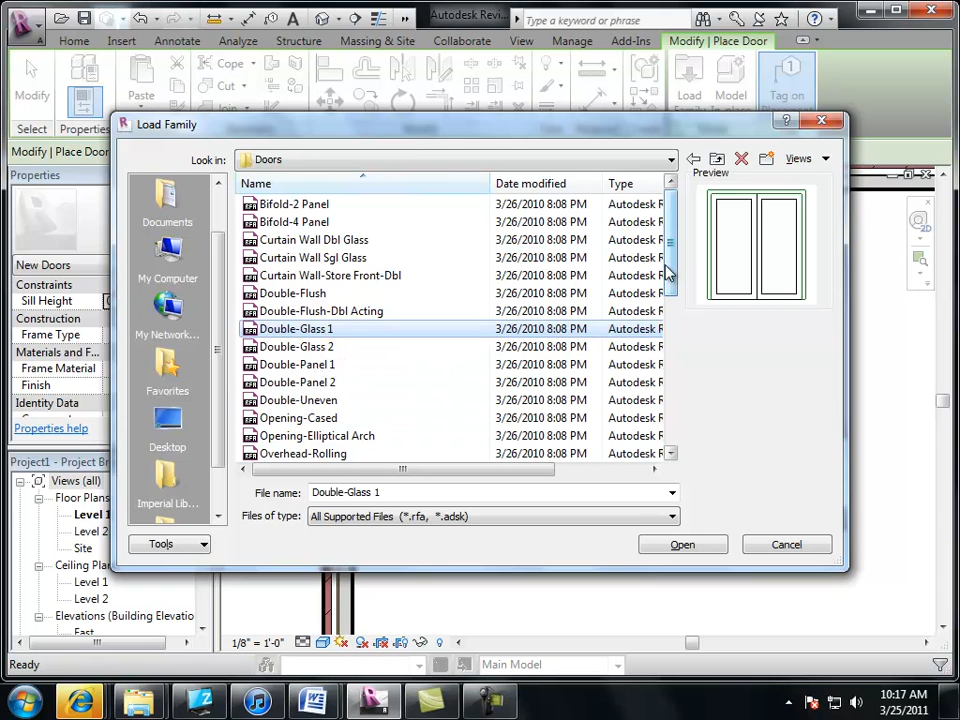 Autodesk Revi...
Type a keyword or phrase
Home Insert Annotate Analyze Structure Massing & Site Collaborate View Manage Add-Ins Modify | Place Door
Modify Paste Cope Cut Join Load Model Tag on
Family In-place
Select Properties
Modify | Place Door
Load Family
Look in: Doors Views
Name Date modified Type Preview
Bifold-2 Panel 3/26/2010 8:08 PM Autodesk R
Bifold-4 Panel 3/26/2010 8:08 PM Autodesk R
Curtain Wall Dbl Glass 3/26/2010 8:08 PM Autodesk R
Curtain Wall Sgl Glass 3/26/2010 8:08 PM Autodesk R
Curtain Wall-Store Front-Dbl 3/26/2010 8:08 PM Autodesk R
Double-Flush 3/26/2010 8:08 PM Autodesk R
Double-Flush-Dbl Acting 3/26/2010 8:08 PM Autodesk R
Double-Glass 1 3/26/2010 8:08 PM Autodesk R
Double-Glass 2 3/26/2010 8:08 PM Autodesk R
Double-Panel 1 3/26/2010 8:08 PM Autodesk R
Double-Panel 2 3/26/2010 8:08 PM Autodesk R
Double-Uneven 3/26/2010 8:08 PM Autodesk R
Opening-Cased 3/26/2010 8:08 PM Autodesk R
Opening-Elliptical Arch 3/26/2010 8:08 PM Autodesk R
Overhead-Rolling 3/26/2010 8:08 PM Autodesk R
Documents
My Computer
My Network...
Favorites
Desktop
Imperial Lib...
File name: Double-Glass 1
Files of type: All Supported Files (*.rfa, *.adsk)
Tools Open Cancel
Properties
New Doors
Constraints
Sill Height
Construction
Frame Type
Materials and F...
Frame Material
Finish
Identity Data
Properties help
Project1 - Project Br
Views (all)
Floor Plans
Level 1
Level 2
Site
Ceiling Pla
Level 1
Level 2
Elevations (Building Elevatio
East
1/8" = 1'-0"
Ready Main Model
10:17 AM
3/25/2011